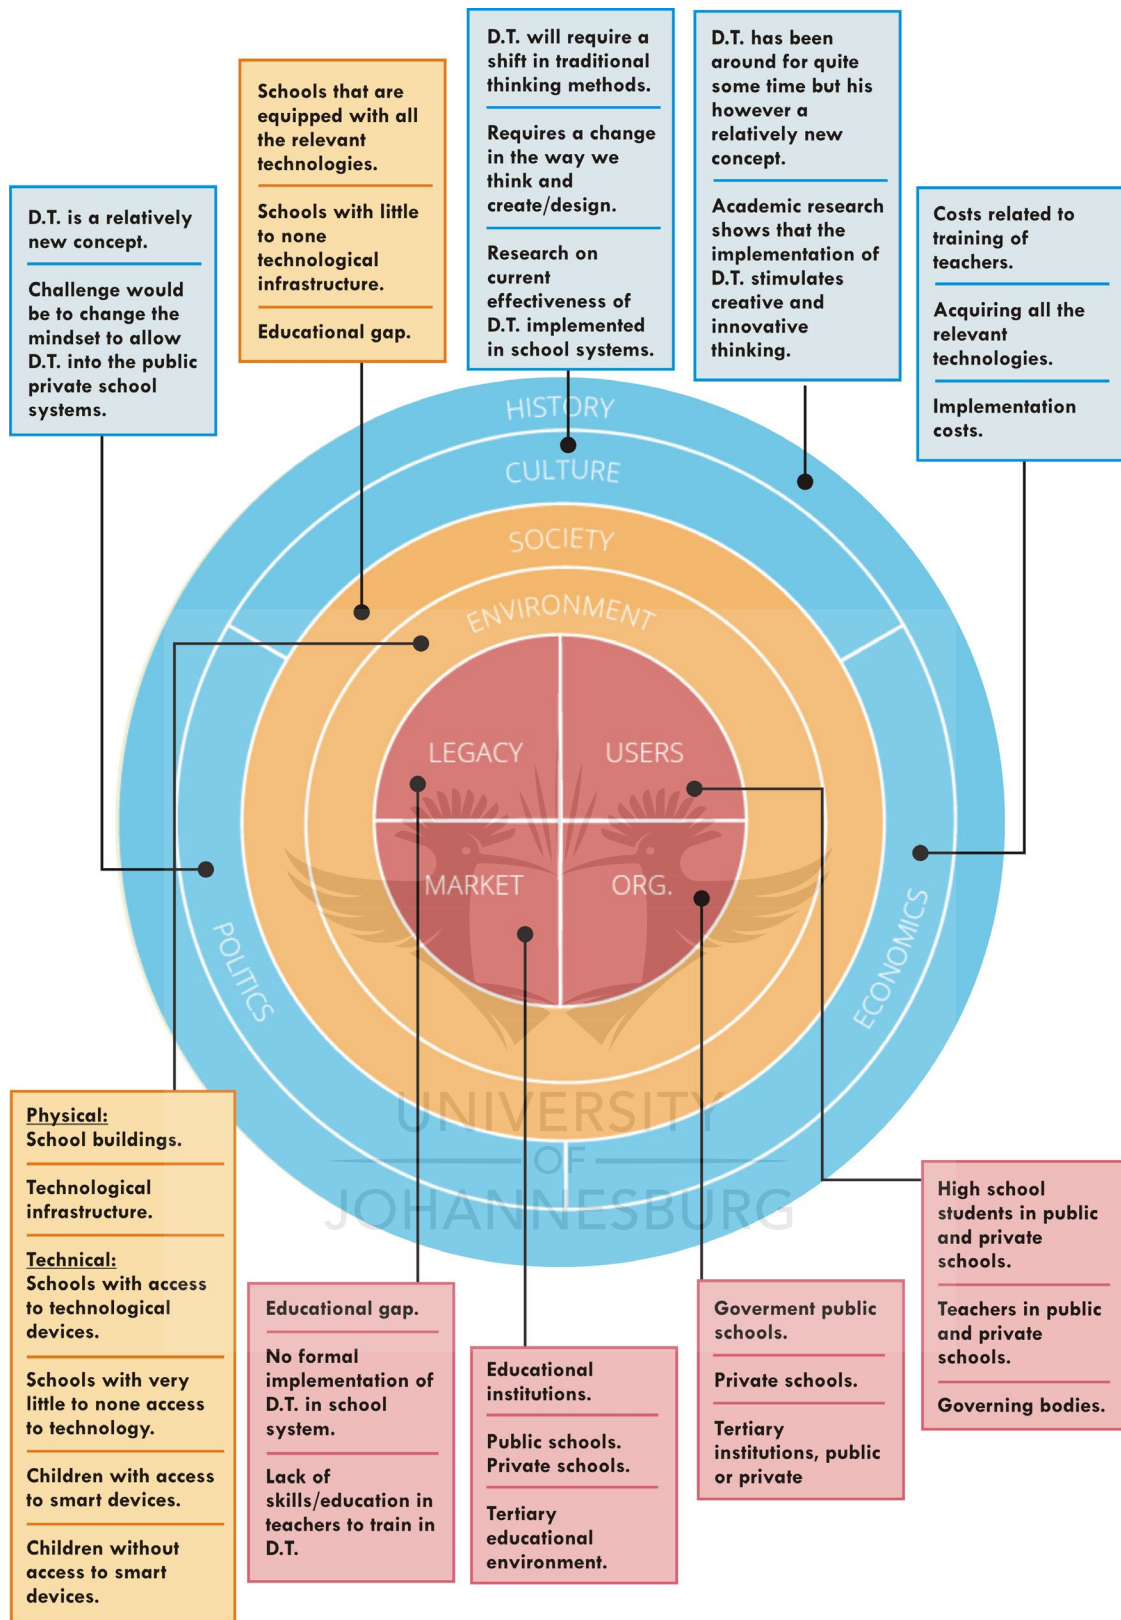 D.T. will require a
shift in traditional
thinking methods.
Requires a change
in the way we
think and
create/design.
Research on
current
effectiveness of
D.T. implemented
in school systems.
D.T. has been
around for quite
some time but his
however a
relatively new
concept.
Academic research
shows that the
implementation of
D.T. stimulates
creative and
innovative
thinking.
Schools that are
equipped with all
the relevant
technologies.
Schools with little
to none
technological
infrastructure.
Educational gap.
D.T. is a relatively
new concept.
Challenge would
be to change the
mindset to allow
D.T. into the public
private school
systems.
Costs related to
training of
teachers.
Acquiring all the
relevant
technologies.
Implementation
costs.
HISTORY
CULTURE
SOCIETY
ENVIRONMENT
LEGACY
USERS
MARKET
ORG.
POLITICS
ECONOMICS
UNIVERSITY
OF
JOHANNESBURG
Physical:
School buildings.
Technological
infrastructure.
Technical:
Schools with access
to technological
devices.
Schools with very
little to none access
to technology.
Children with access
to smart devices.
Children without
access to smart
devices.
Educational gap.
No formal
implementation of
D.T. in school
system.
Lack of
skills/education in
teachers to train in
D.T.
Educational
institutions.
Public schools.
Private schools.
Tertiary
educational
environment.
Goverment public
schools.
Private schools.
Tertiary
institutions, public
or private
High school
students in public
and private
schools.
Teachers in public
and private
schools.
Governing bodies.